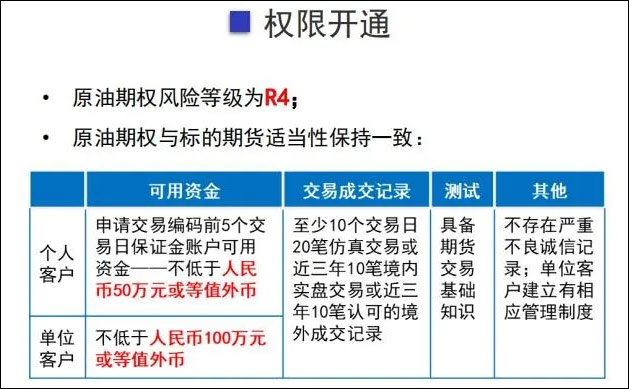 权限开通
• 原油期权风险等级为R4；
• 原油期权与标的期货适当性保持一致：
可用资金 交易成交记录 测试 其他
个人
客户
申请交易编码前5个交
易日保证金账户可用
资金——不低于人民
币50万元或等值外币
单位
客户
不低于人民币100万元
或等值外币
至少10个交易日
20笔仿真交易或
近三年10笔境内
实盘交易或近三
年10笔认可的境
外成交记录
具备
期货
交易
基础
知识
不存在严重
不良诚信记
录；单位客
户建立有相
应管理制度